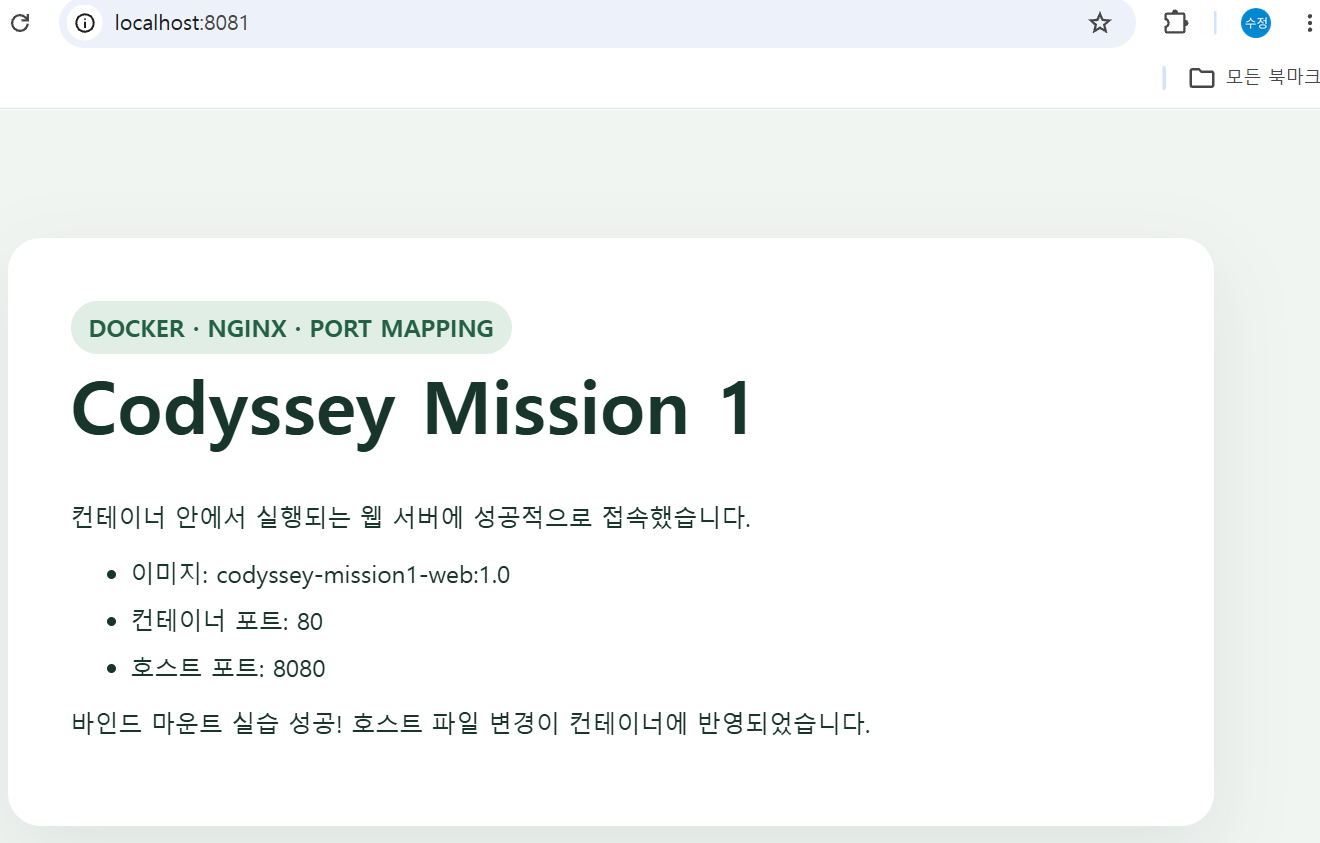 localhost:8081
수정
모든 북마크
DOCKER · NGINX · PORT MAPPING
Codyssey Mission 1
컨테이너 안에서 실행되는 웹 서버에 성공적으로 접속했습니다.
• 이미지: codyssey-mission1-web:1.0
• 컨테이너 포트: 80
• 호스트 포트: 8080
바인드 마운트 실습 성공! 호스트 파일 변경이 컨테이너에 반영되었습니다.